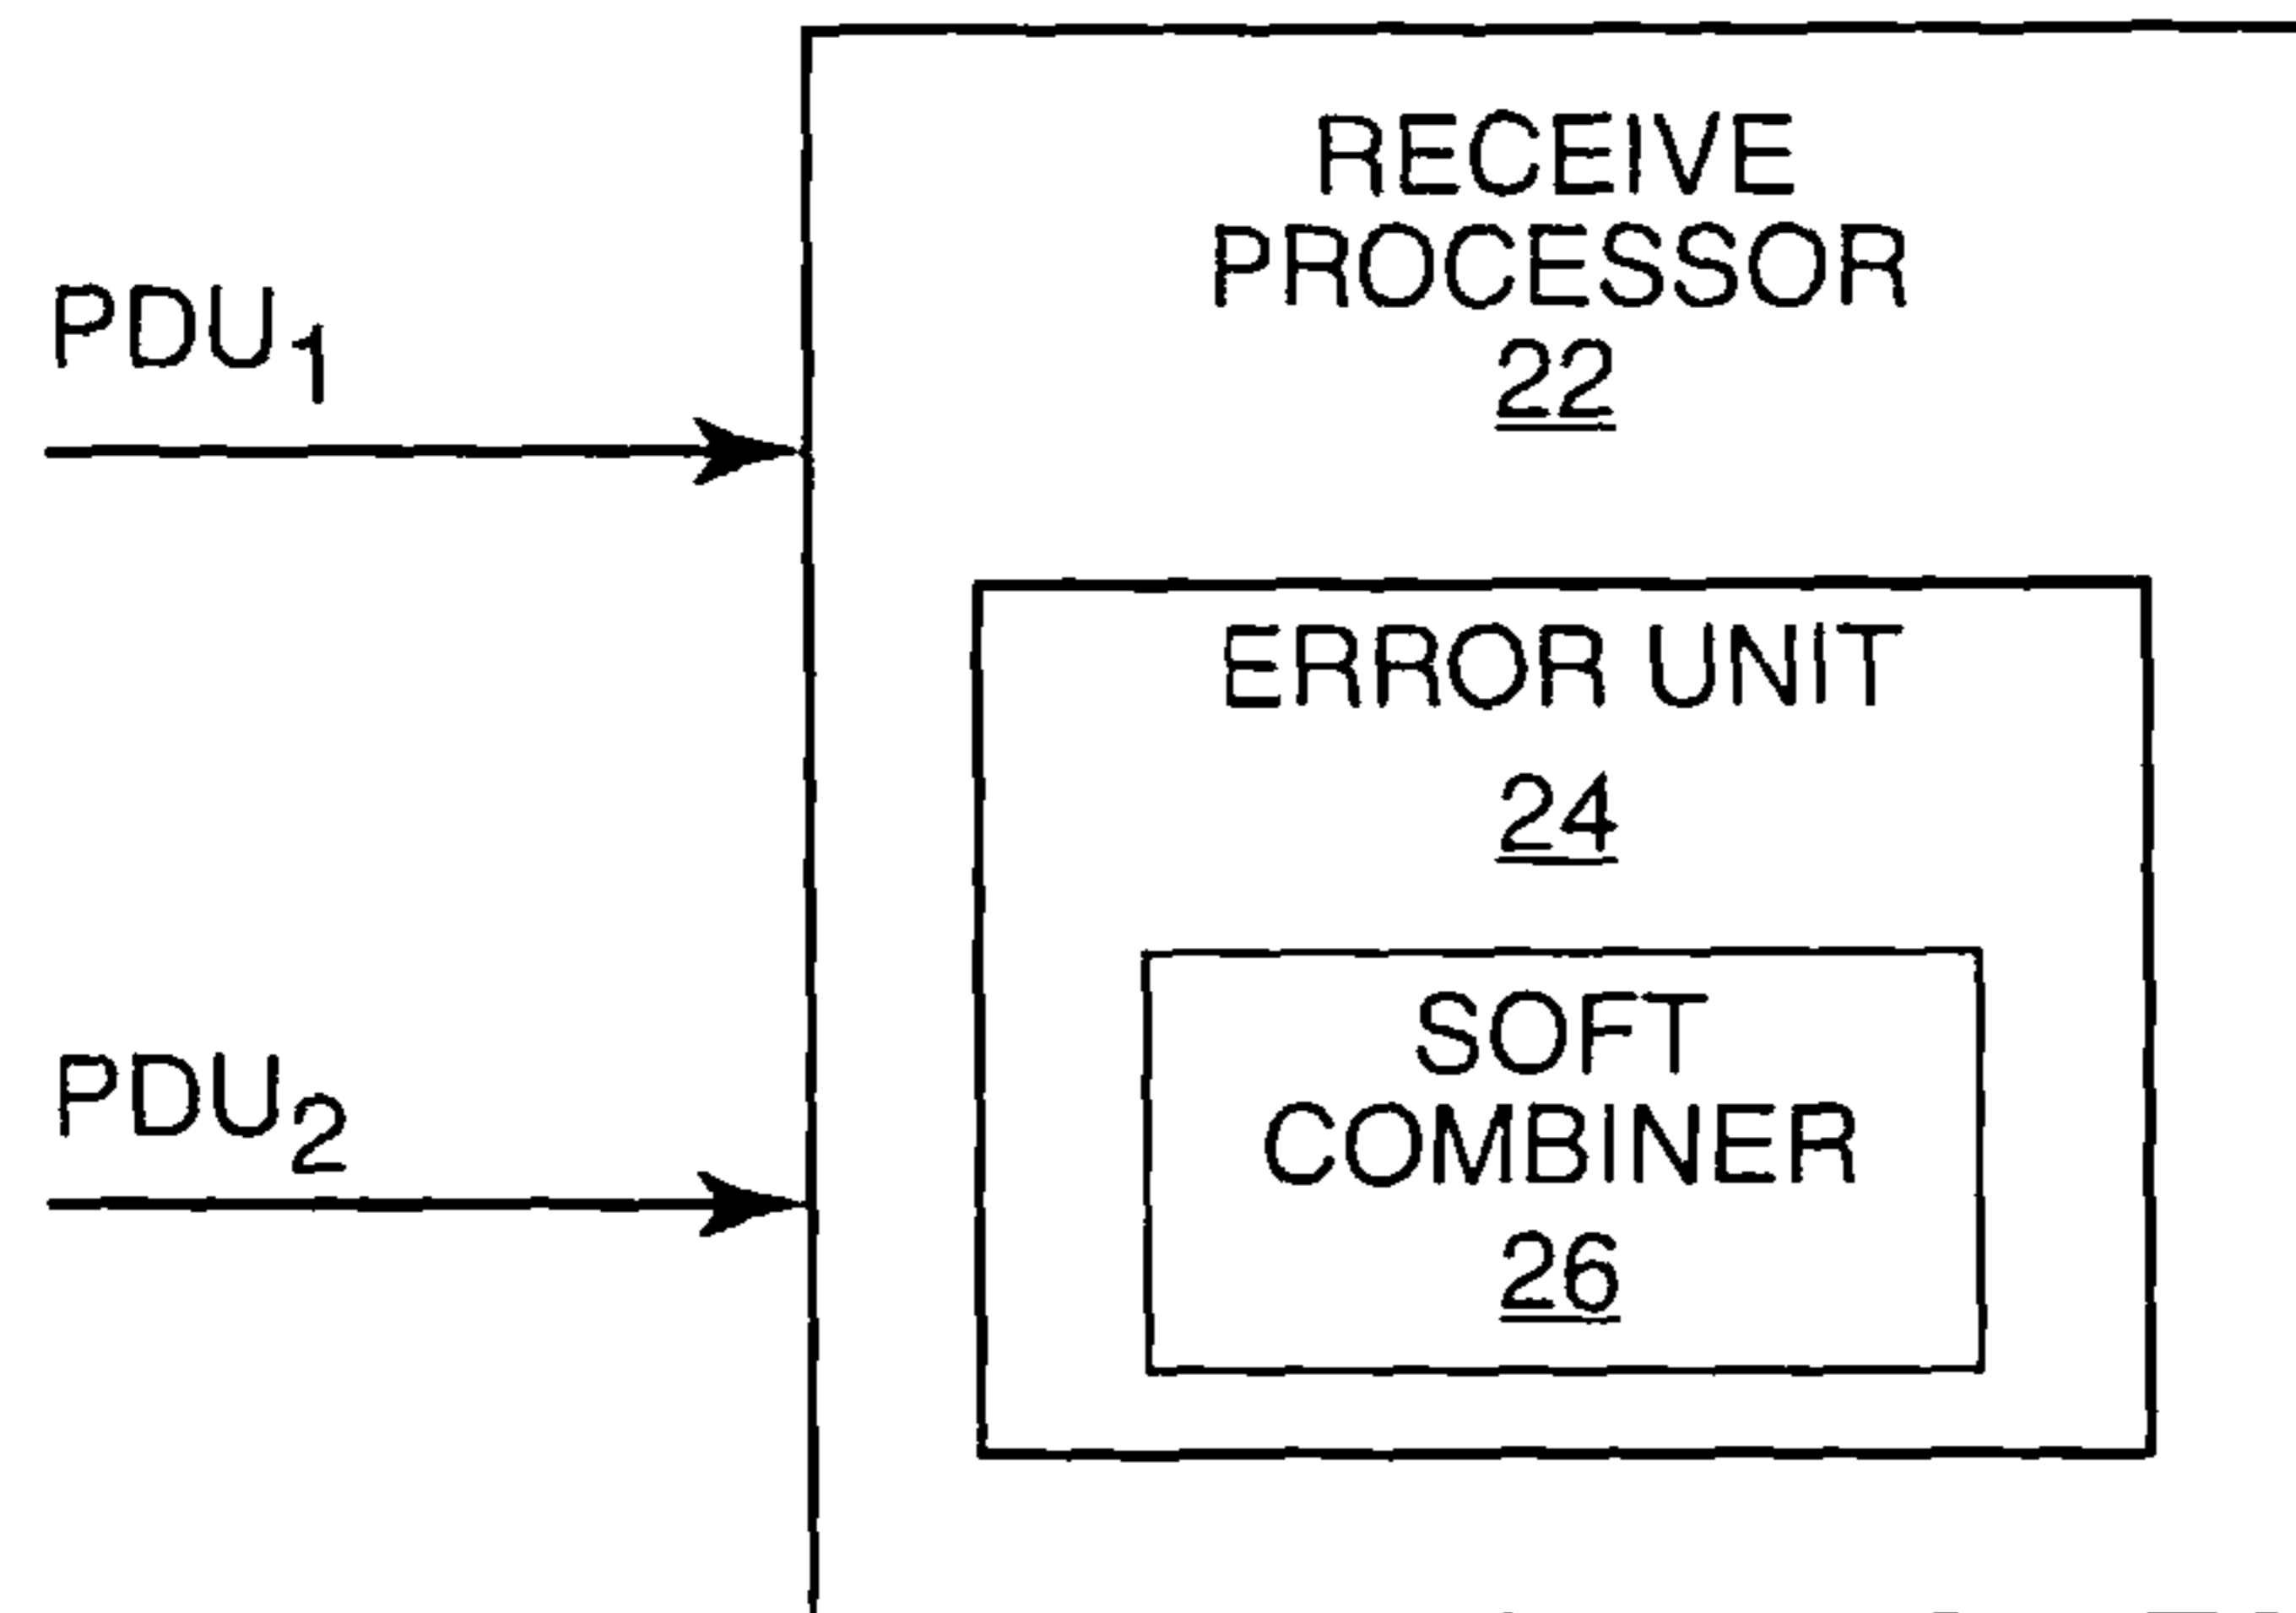 RECEIVE
PROCESSOR
22
PDU1
ERROR UNIT
24
SOFT
COMBINER
26
PDU2